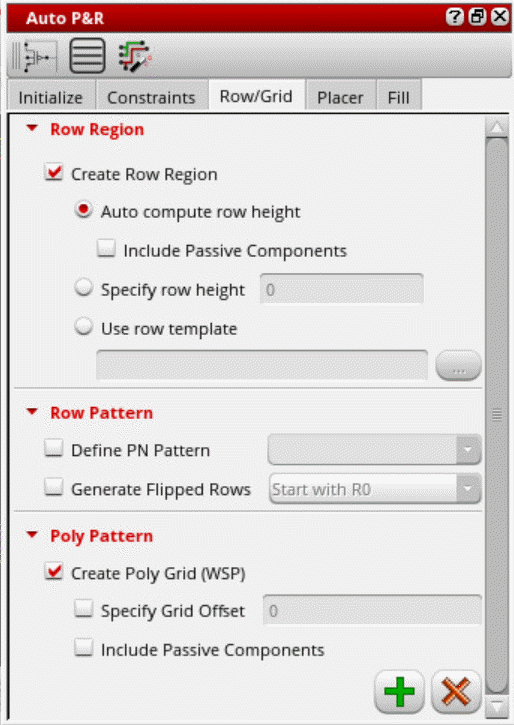 Auto P&R
Initialize Constraints Row/Grid Placer Fill
Row Region
Create Row Region
Auto compute row height
Include Passive Components
Specify row height 0
Use row template
...
Row Pattern
Define PN Pattern
Generate Flipped Rows Start with R0
Poly Pattern
Create Poly Grid (WSP)
Specify Grid Offset 0
Include Passive Components